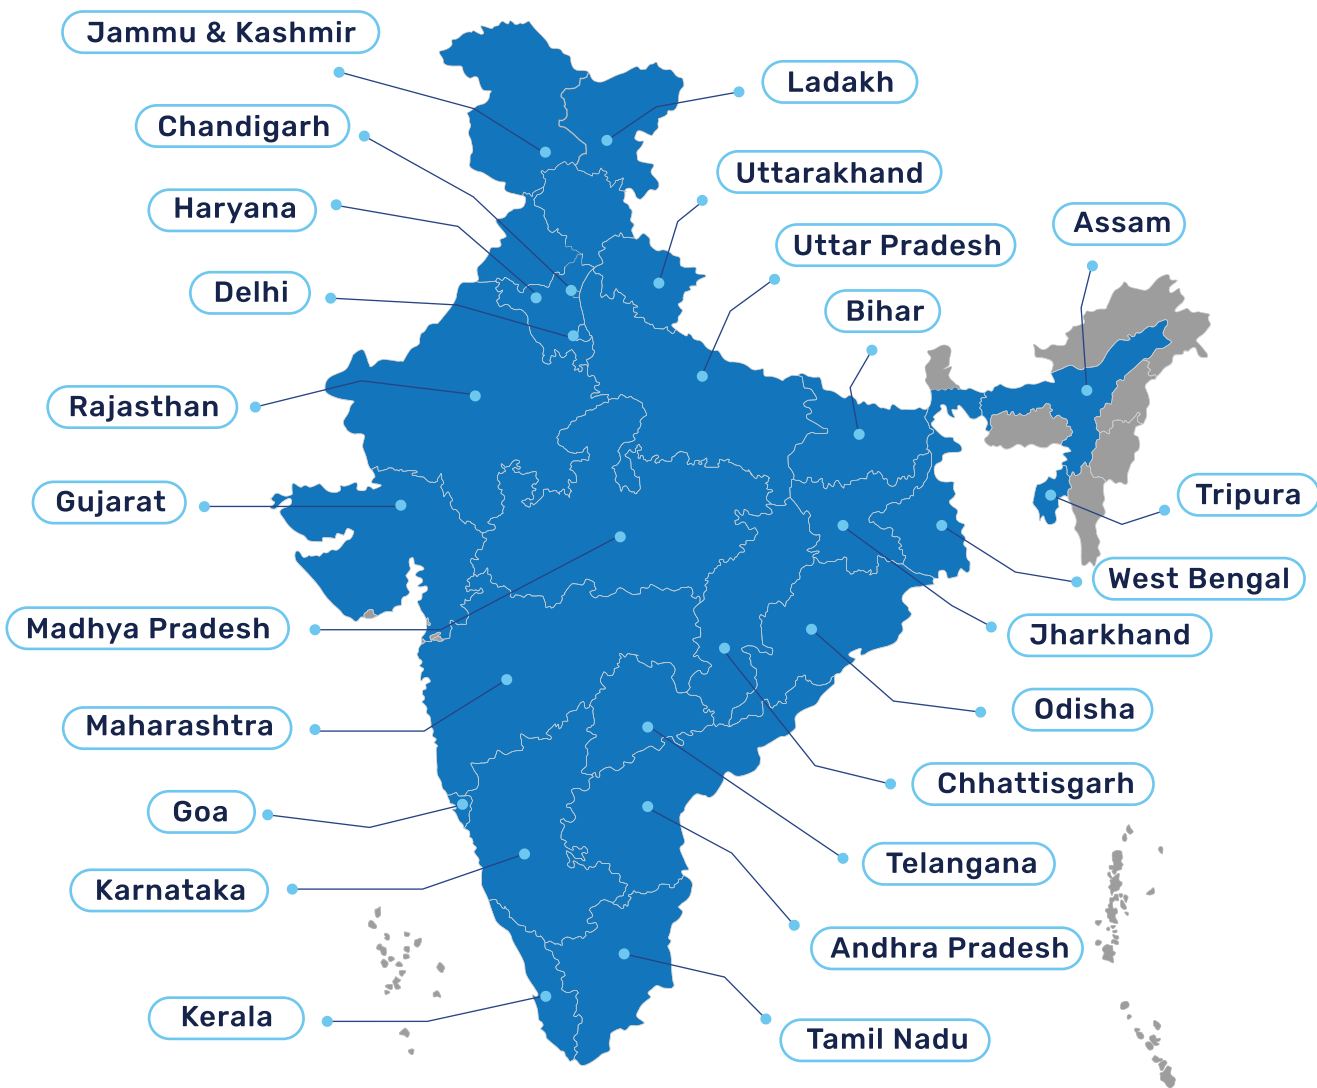 Jammu & Kashmir
Ladakh
Chandigarh
Uttarakhand
Haryana
Assam
Uttar Pradesh
Delhi
Bihar
Rajasthan
Gujarat
Tripura
West Bengal
Madhya Pradesh
Jharkhand
Odisha
Maharashtra
Chhattisgarh
Goa
Telangana
Karnataka
Andhra Pradesh
Kerala
Tamil Nadu